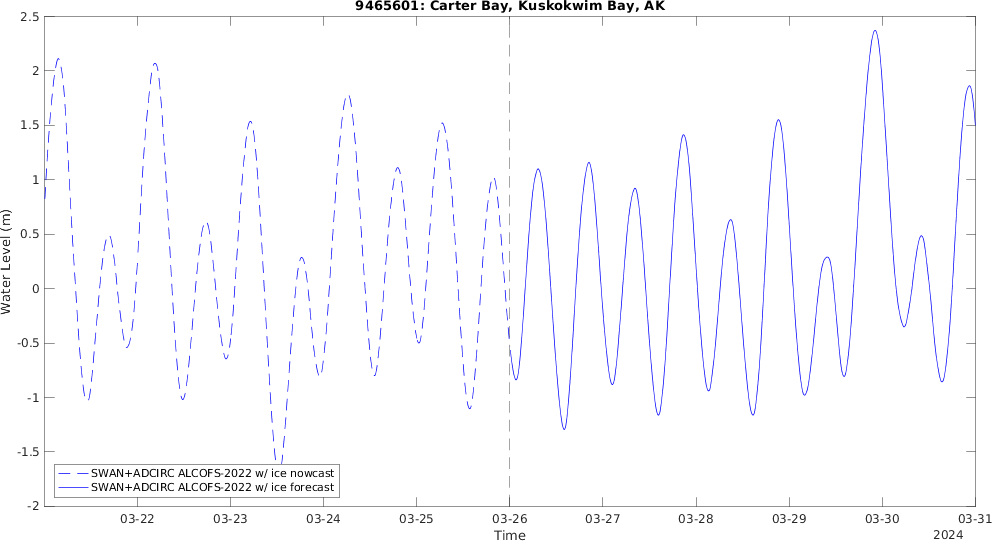 9465601: Carter Bay, Kuskokwim Bay, AK
2.5
2
1.5
1
0.5
0
-0.5
-1
-1.5
-2
Water Level (m)
SWAN+ADCIRC ALCOFS-2022 w/ ice nowcast
SWAN+ADCIRC ALCOFS-2022 w/ ice forecast
03-22 03-23 03-24 03-25 03-26 03-27 03-28 03-29 03-30 03-31
Time
2024